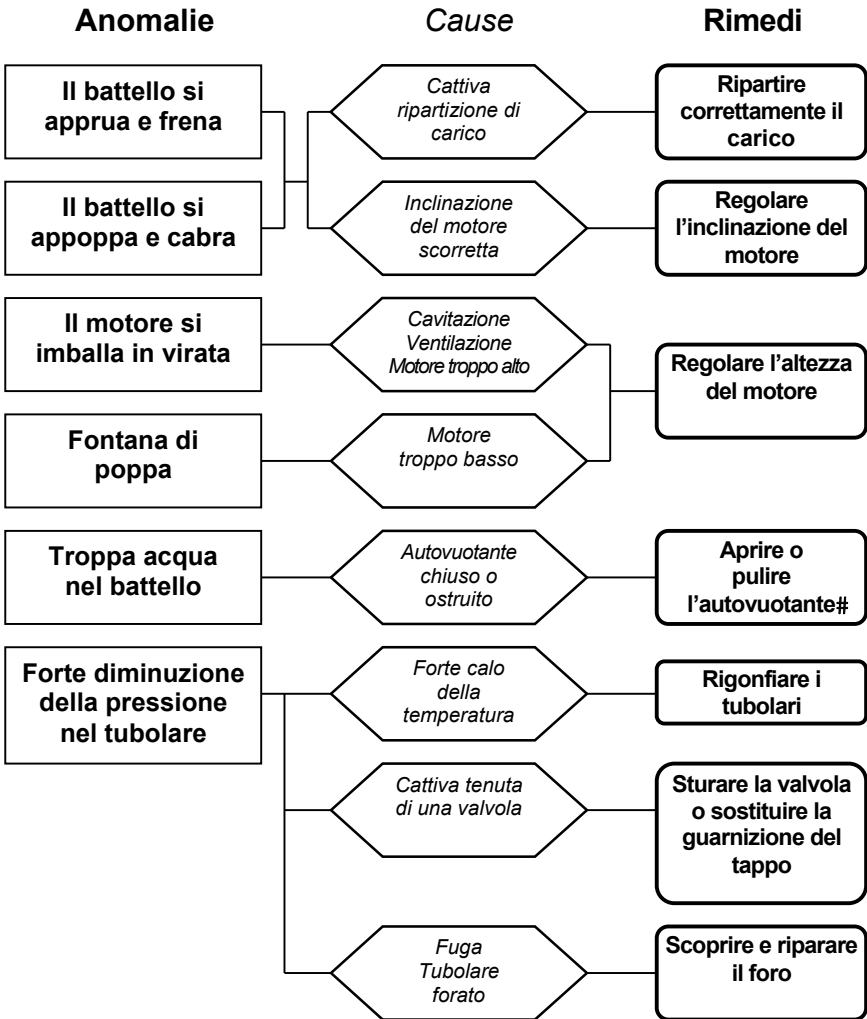 Anomalie
Cause
Rimedi
Il battello si
apprua e frena
Cattiva
ripartizione di
carico
Ripartire
correttamente il
carico
Il battello si
appoppa e cabra
Inclinazione
del motore
scorretta
Regolare
l’inclinazione del
motore
Il motore si
imballa in virata
Cavitazione
Ventilazione
Motore troppo alto
Regolare l’altezza
del motore
Fontana di
poppa
Motore
troppo basso
Troppa acqua
nel battello
Autovuotante
chiuso o
ostruito
Aprire o
pulire
l’autovuotante#
Forte diminuzione
della pressione
nel tubolare
Forte calo
della
temperatura
Rigonfiare i
tubolari
Cattiva tenuta
di una valvola
Sturare la valvola
o sostituire la
guarnizione del
tappo
Fuga
Tubolare
forato
Scoprire e riparare
il foro